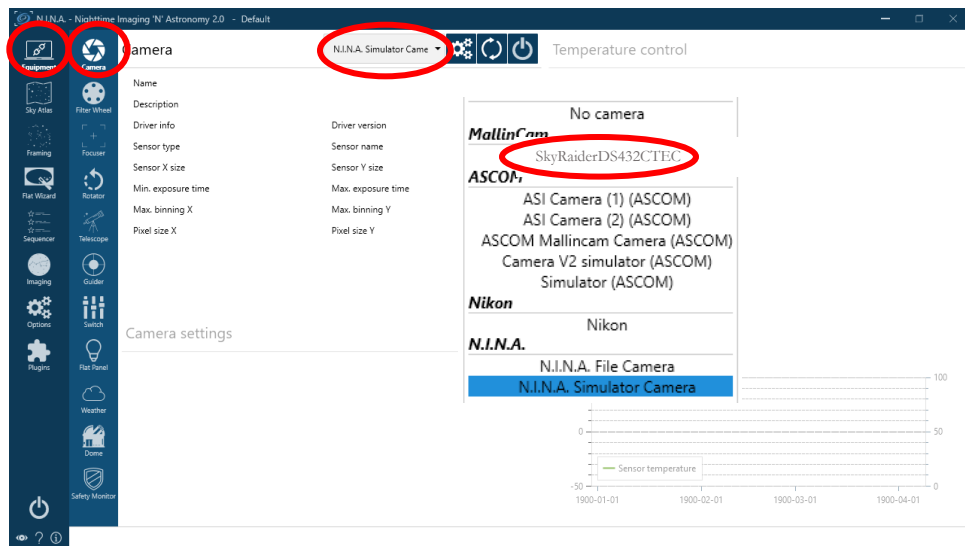 N.I.N.A. - Nighttime Imaging 'N' Astronomy 2.0 - Default
Equipment
Sky Atlas
Framing
Flat Wizard
Sequencer
Imaging
Options
Plugins
Camera
Filter Wheel
Focuser
Rotator
Telescope
Guider
Switch
Flat Panel
Weather
Dome
Safety Monitor
Camera
N.I.N.A. Simulator Came
Temperature control
Name
Description
Driver info
Driver version
Sensor type
Sensor name
Sensor X size
Sensor Y size
Min. exposure time
Max. exposure time
Max. binning X
Max. binning Y
Pixel size X
Pixel size Y
Camera settings
No camera
MallinCam
SkyRaiderDS432CTEC
ASCOM
ASI Camera (1) (ASCOM)
ASI Camera (2) (ASCOM)
ASCOM Mallincam Camera (ASCOM)
Camera V2 simulator (ASCOM)
Simulator (ASCOM)
Nikon
Nikon
N.I.N.A.
N.I.N.A. File Camera
N.I.N.A. Simulator Camera
100
0
50
Sensor temperature
-50
0
1900-01-01
1900-02-01
1900-03-01
1900-04-01